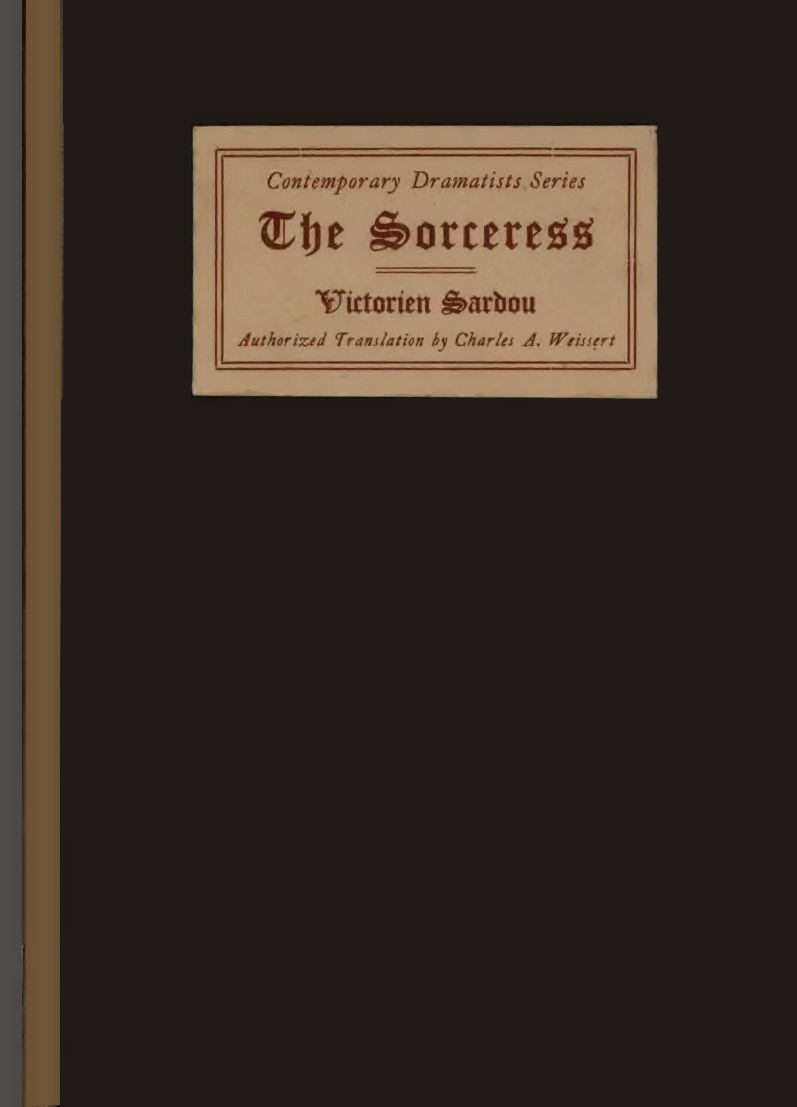 Contemporary Dramatists Series
The Sorceress
Victorien Sardou
Authorized Translation by Charles A. Weissert